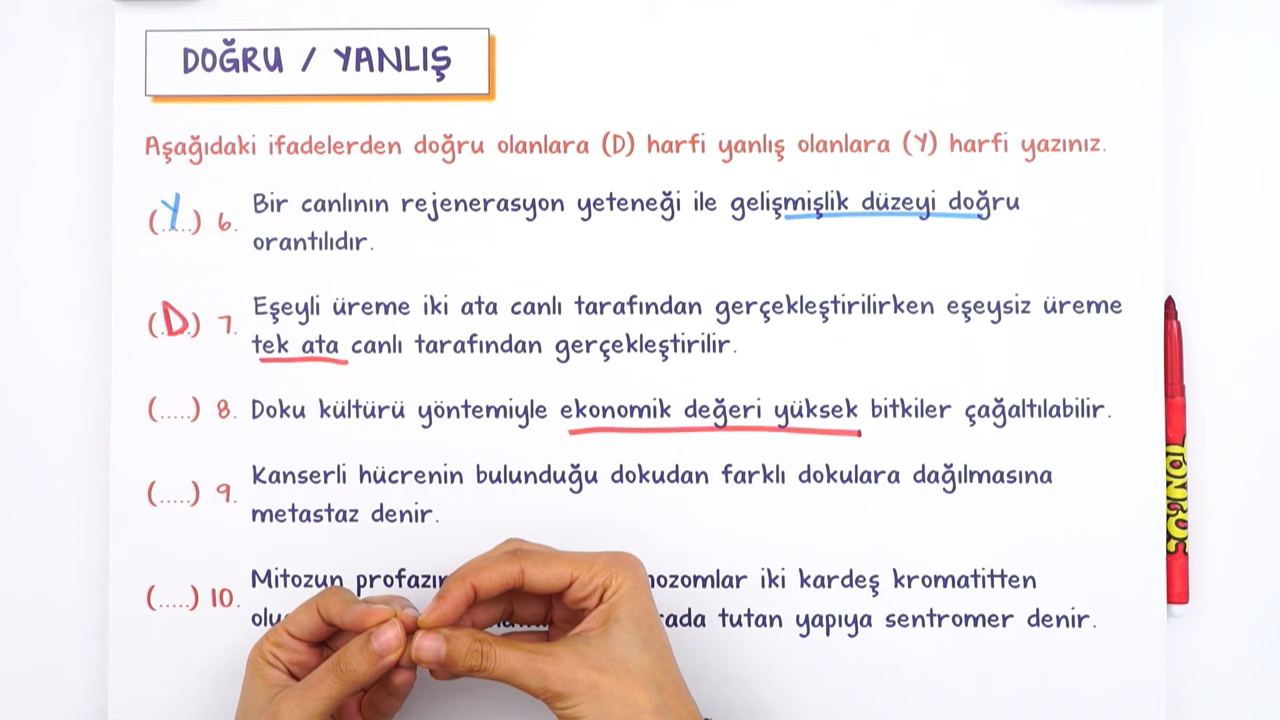 DOĞRU / YANLIŞ
Aşağıdaki ifadelerden doğru olanlara (D) harfi yanlış olanlara (Y) harfi yazınız.
(..Y..) 6. Bir canlının rejenerasyon yeteneği ile gelişmişlik düzeyi doğru
orantılıdır.
(..D..) 7. Eşeyli üreme iki ata canlı tarafından gerçekleştirilirken eşeysiz üreme
tek ata canlı tarafından gerçekleştirilir.
(.....) 8. Doku kültürü yöntemiyle ekonomik değeri yüksek bitkiler çağaltılabilir.
(.....) 9. Kanserli hücrenin bulunduğu dokudan farklı dokulara dağılmasına
metastaz denir.
(.....) 10. Mitozun iki kardeş kromatitten
tutan yapıya sentromer denir.
TONGOS